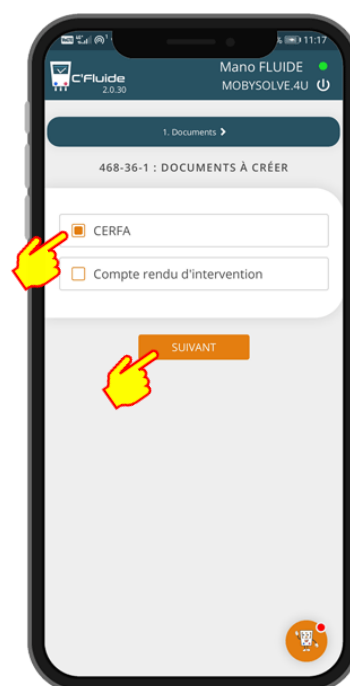 11:17
C'Fluide
2.0.30
Mano FLUIDE
MOBYSOLVE.4U
1. Documents
468-36-1 : DOCUMENTS À CRÉER
CERFA
Compte rendu d'intervention
SUIVANT